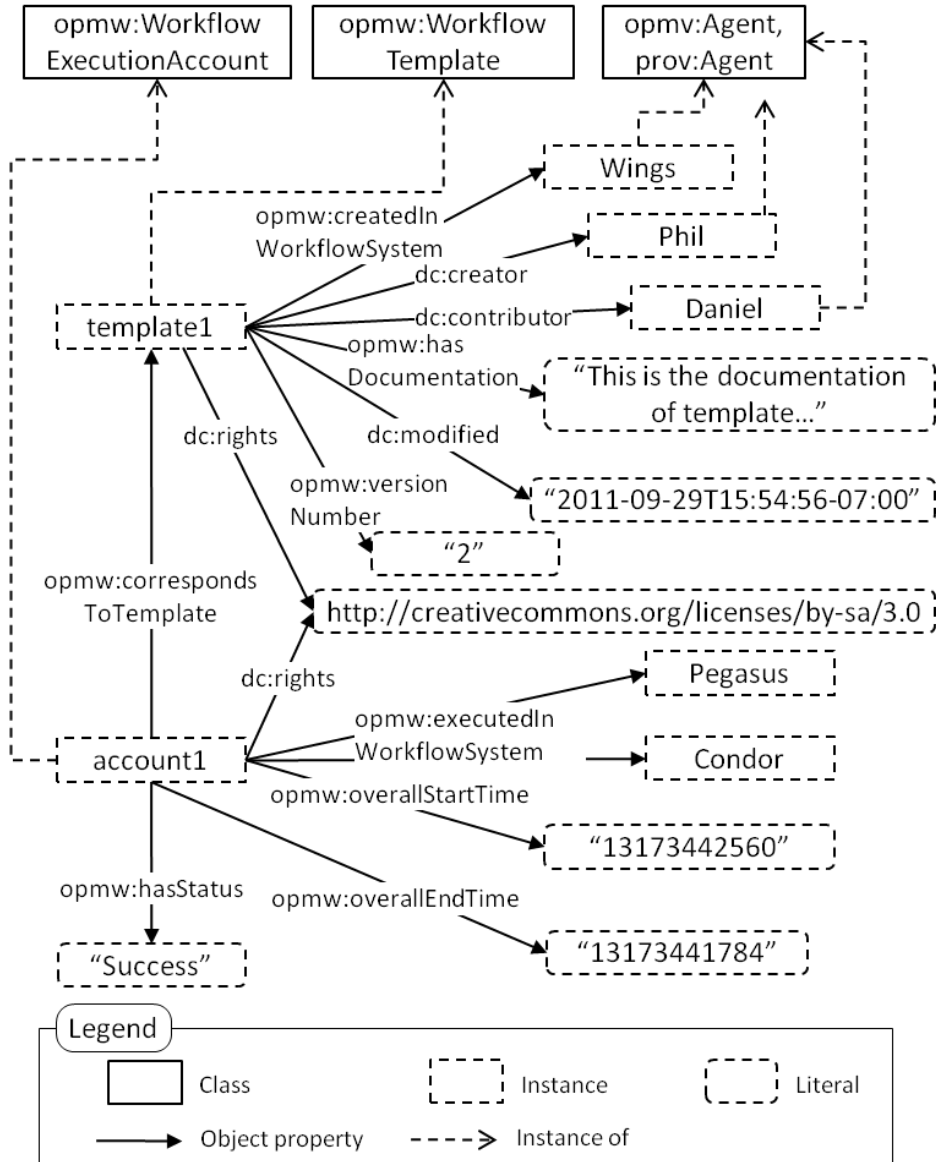 opmw:Workflow
ExecutionAccount
opmw:Workflow
Template
opmv:Agent,
prov:Agent
Wings
opmw:createdIn
WorkflowSystem
Phil
dc:creator
Daniel
dc:contributor
template1
opmw:has
Documentation
“This is the documentation
of template...”
dc:modified
dc:rights
“2011-09-29T15:54:56-07:00”
opmw:version
Number
“2”
opmw:corresponds
ToTemplate
http://creativecommons.org/licenses/by-sa/3.0
dc:rights
Pegasus
opmw:executedIn
WorkflowSystem
account1
Condor
opmw:overallStartTime
“13173442560”
opmw:hasStatus
opmw:overallEndTime
“Success”
“13173441784”
Legend
Class
Instance
Literal
Object property
Instance of